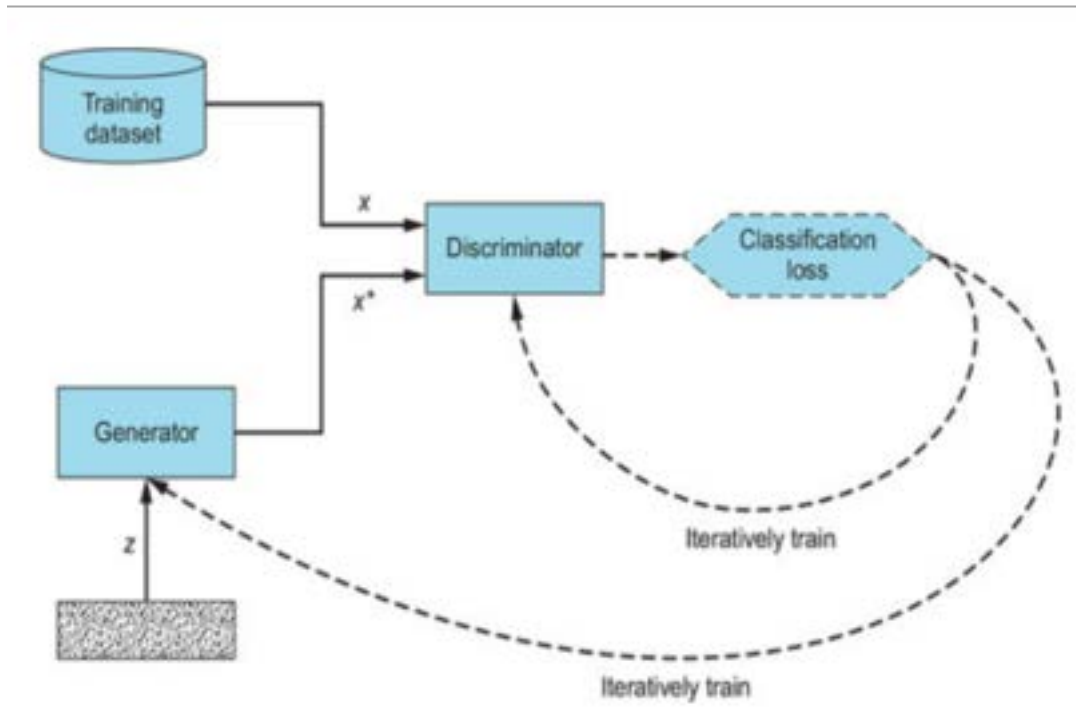 Training
dataset
x
Discriminator
Classification
loss
x*
Generator
z
Iteratively train
Iteratively train